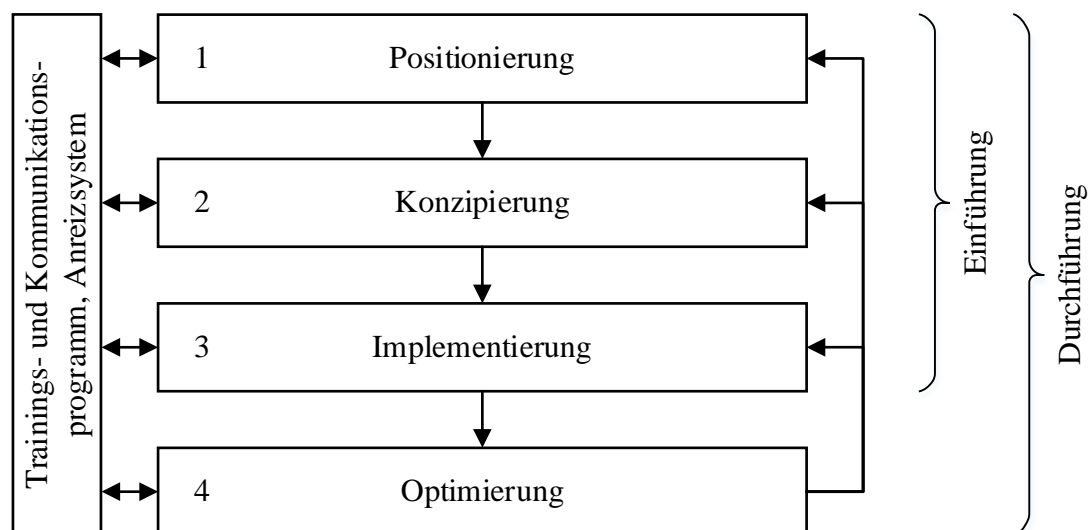 Trainings- und Kommunikations-
programm, Anreizsystem
1 Positionierung
2 Konzipierung
3 Implementierung
4 Optimierung
Einführung
Durchführung